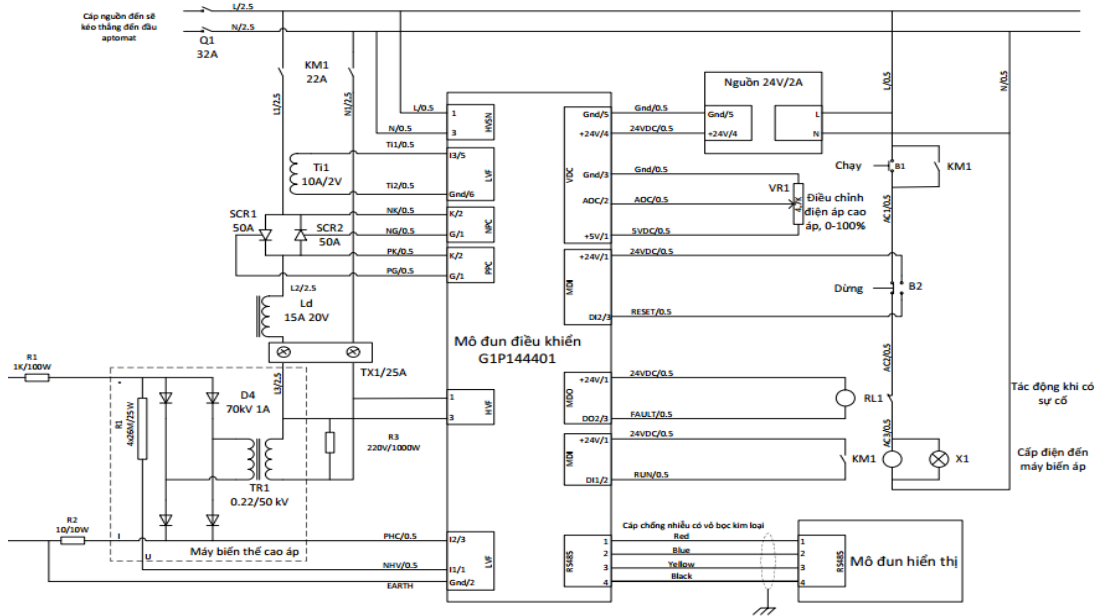 L/2.5
Cáp nguồn đến sẽ
kéo thẳng đến đầu
aptomat
N/2.5
Q1
32A
KM1
22A
L1/2.5
N1/2.5
L/0.5
N/0.5
1
3
HVSN
Ti1
10A/2V
Ti1/0.5
Ti2/0.5
I3/5
Gnd/6
LVF
SCR1
50A
SCR2
50A
NK/0.5
NG/0.5
K/2
G/1
NPC
PK/0.5
PG/0.5
K/2
G/1
PPC
L2/2.5
Ld
15A 20V
TX1/25A
L3/2.5
R1
1K/100W
D4
70kV 1A
R1
4x26M/25W
TR1
0.22/50 kV
R3
220V/1000W
1
3
HVF
R2
10/10W
I
U
Máy biến thế cao áp
PHC/0.5
NHV/0.5
EARTH
I2/3
I1/1
Gnd/2
LVF
Mô đun điều khiển
G1P144401
Gnd/5
+24V/4
Gnd/3
AOC/2
+5V/1
VDC
Gnd/0.5
24VDC/0.5
Nguồn 24V/2A
Gnd/5
+24V/4
L
N
Gnd/0.5
AOC/0.5
5VDC/0.5
VR1
4,7K
Điều chỉnh
điện áp cao
áp, 0-100%
+24V/1
DI2/3
MDI
24VDC/0.5
RESET/0.5
L/0.5
N/0.5
Chạy
B1
KM1
AC1/0.5
Dừng
B2
AC2/0.5
+24V/1
DO2/3
MDO
24VDC/0.5
FAULT/0.5
RL1
Tác động khi có
sự cố
AC3/0.5
+24V/1
DI1/2
MDI
24VDC/0.5
RUN/0.5
KM1
X1
Cấp điện đến
máy biến áp
Cáp chống nhiễu có vỏ bọc kim loại
RS485
1
2
3
4
Red
Blue
Yellow
Black
1
2
3
4
RS485
Mô đun hiển thị